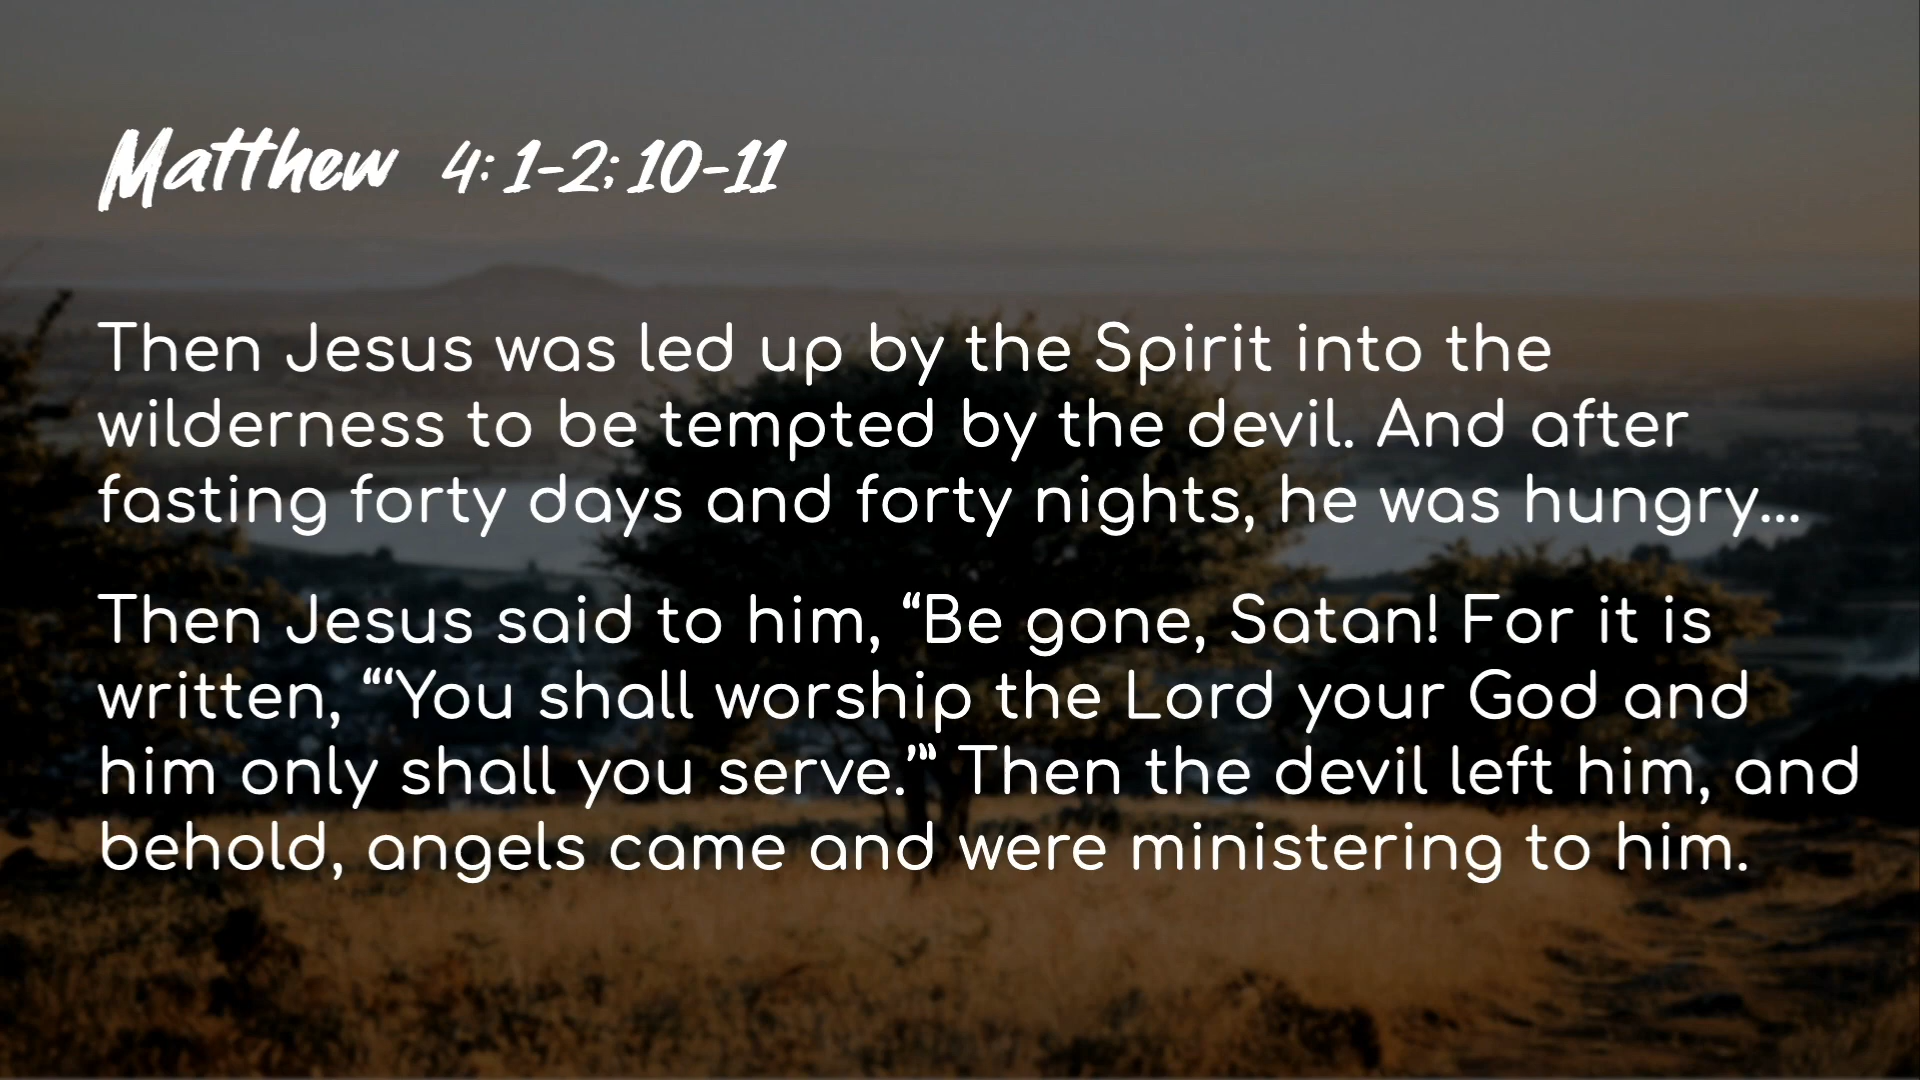 Matthew 4: 1-2; 10-11
Then Jesus was led up by the Spirit into the
wilderness to be tempted by the devil. And after
fasting forty days and forty nights, he was hungry...
Then Jesus said to him, “Be gone, Satan! For it is
written, “‘You shall worship the Lord your God and
him only shall you serve.’” Then the devil left him, and
behold, angels came and were ministering to him.